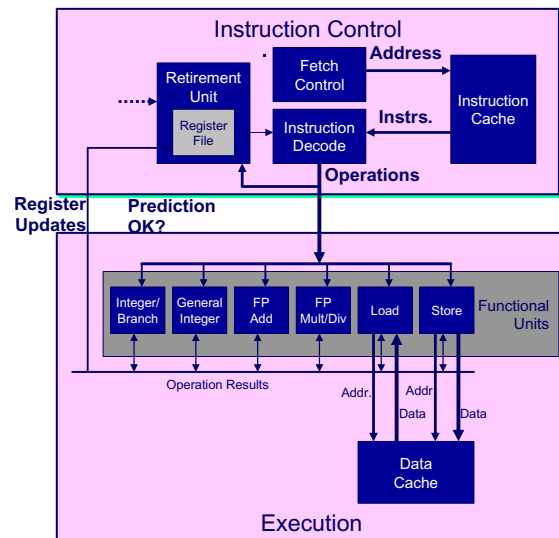 Instruction Control
Address
Fetch
Control
Retirement
Unit
Instruction
Cache
Register
File
Instruction
Decode
Instrs.
Operations
Register
Updates
Prediction
OK?
Integer/
Branch
General
Integer
FP
Add
FP
Mult/Div
Load
Store
Functional
Units
Operation Results
Addr.
Data
Addr
Data
Data
Cache
Execution